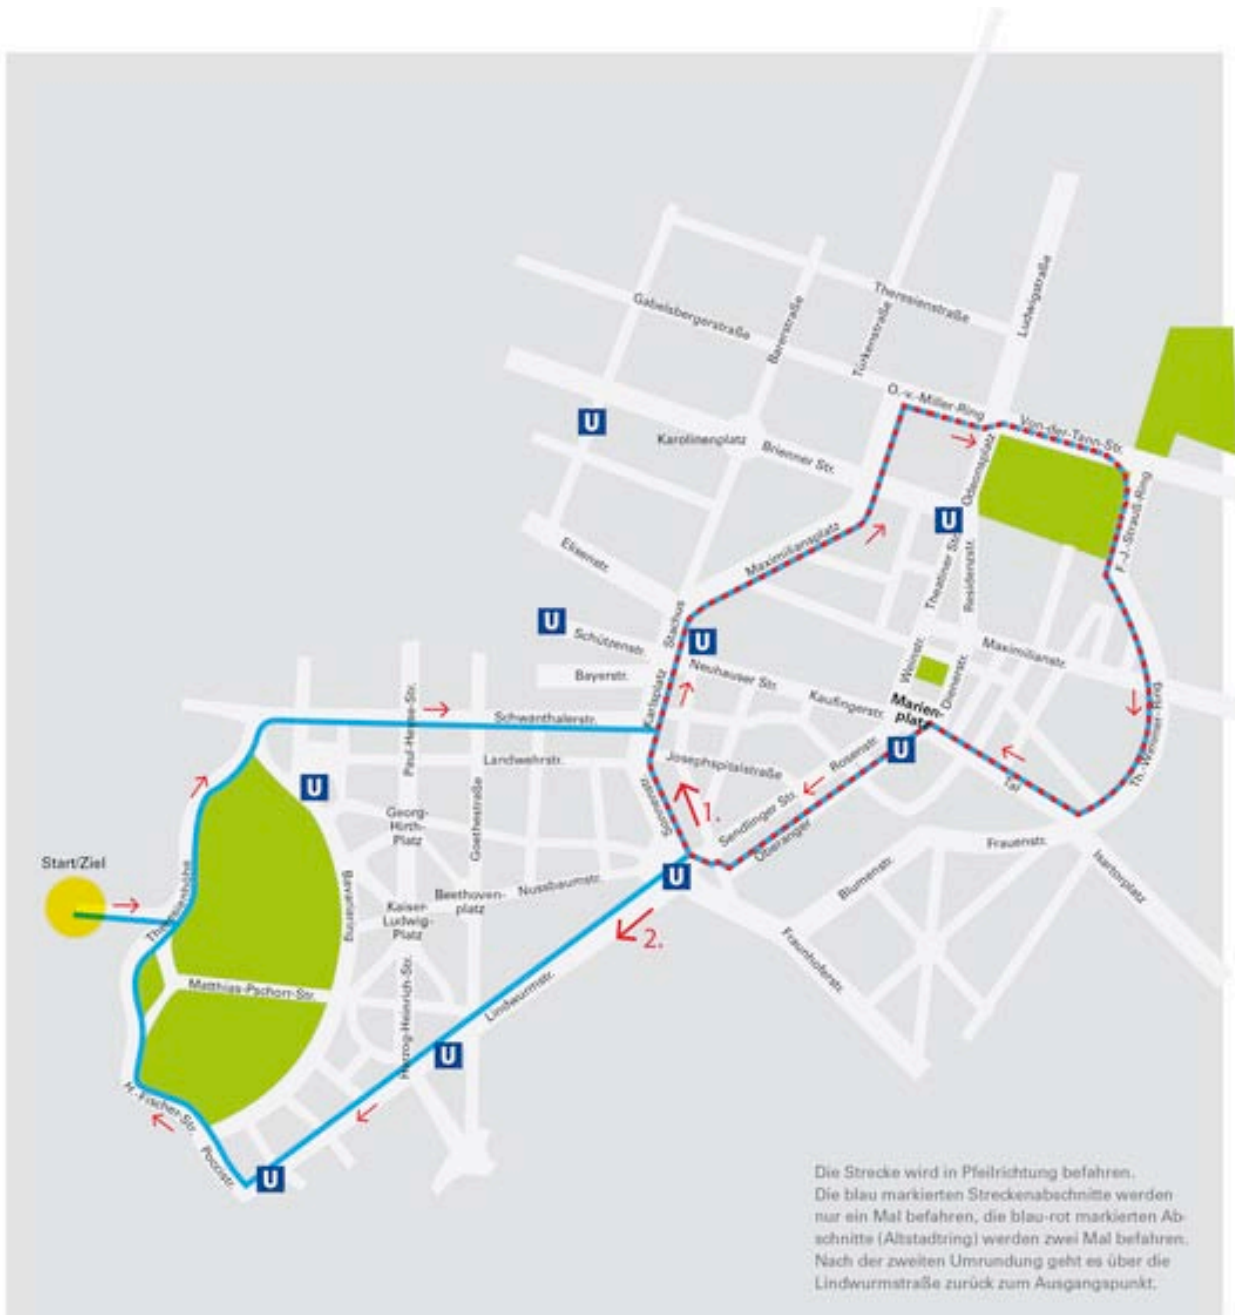 Ludwigstraße
Theresienstraße
Gabelsbergerstraße
Barerstraße
Türkenstraße
O.-v.-Miller-Ring
Von-der-Tann-Str.
U
Karolinenplatz
Brienner Str.
Odeonsplatz
F.-J.-Strauß-Ring
U
Maximiliansplatz
Elisenstr.
Theatiner Str.
Residenzstr.
U
Stachus
U
Schützenstr.
Neuhauser Str.
Weinstr.
Maximilianstr.
Bayerstr.
Karlsplatz
Kaufingerstr.
Dienerstr.
Marien-
platz
Paul-Heyse-Str.
Schwanthalerstr.
Th.-Wimmer-Ring
Landwehrstr.
Josephspitalstraße
Rosenstr.
U
U
Tal
Georg-
Hirth-
Platz
Goethestraße
Sonnenstr.
1.
Sendlinger Str.
Oberanger
Frauenstr.
Start/Ziel
Theresienhöhe
Bavariaring
Beethoven-
platz
Nussbaumstr.
U
Blumenstr.
Isartorplatz
Kaiser-
Ludwig-
Platz
2.
Fraunhoferstr.
Matthias-Pschorr-Str.
Herzog-Heinrich-Str.
Lindwurmstr.
U
H.-Fischer-Str.
Poccistr.
U
Die Strecke wird in Pfeilrichtung befahren.
Die blau markierten Streckenabschnitte werden
nur ein Mal befahren, die blau-rot markierten Ab-
schnitte (Altstadtring) werden zwei Mal befahren.
Nach der zweiten Umrundung geht es über die
Lindwurmstraße zurück zum Ausgangspunkt.